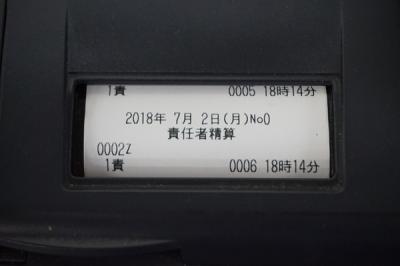 1責 0005 18時14分
2018年 7月 2日(月)No0
責任者精算
0002Z
1責 0006 18時14分